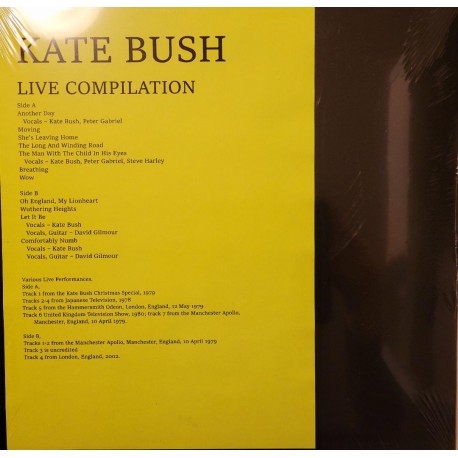 KATE BUSH
LIVE COMPILATION
Side A
Another Day
Vocals – Kate Bush, Peter Gabriel
Moving
She's Leaving Home
The Long And Winding Road
The Man With The Child In His Eyes
Vocals – Kate Bush, Peter Gabriel, Steve Harley
Breathing
Wow
Side B
Oh England, My Lionheart
Wuthering Heights
Let It Be
Vocals – Kate Bush
Vocals, Guitar – David Gilmour
Comfortably Numb
Vocals – Kate Bush
Vocals, Guitar – David Gilmour
Various Live Performances.
Side A,
Track 1 from the Kate Bush Christmas Special, 1979
Tracks 2-4 from Japanese Television, 1978
Track 5 from the Hammersmith Odeon, London, England, 12 May 1979
Track 6 United Kingdom Television Show, 1980; track 7 from the Manchester Apollo,
Manchester, England, 10 April 1979.
Side B,
Tracks 1-2 from the Manchester Apollo, Manchester, England, 10 April 1979
Track 3 is uncredited
Track 4 from London, England, 2002.